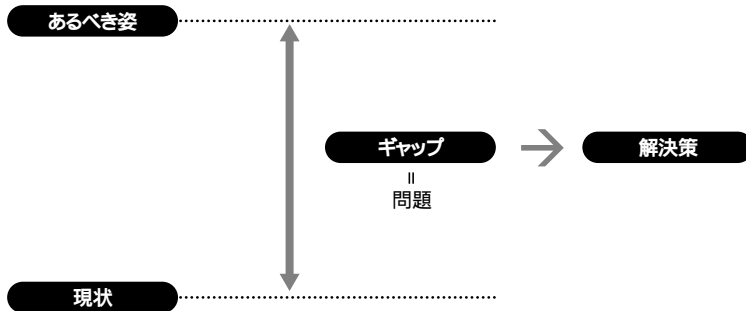 あるべき姿
ギャップ
解決策
=
問題
現状